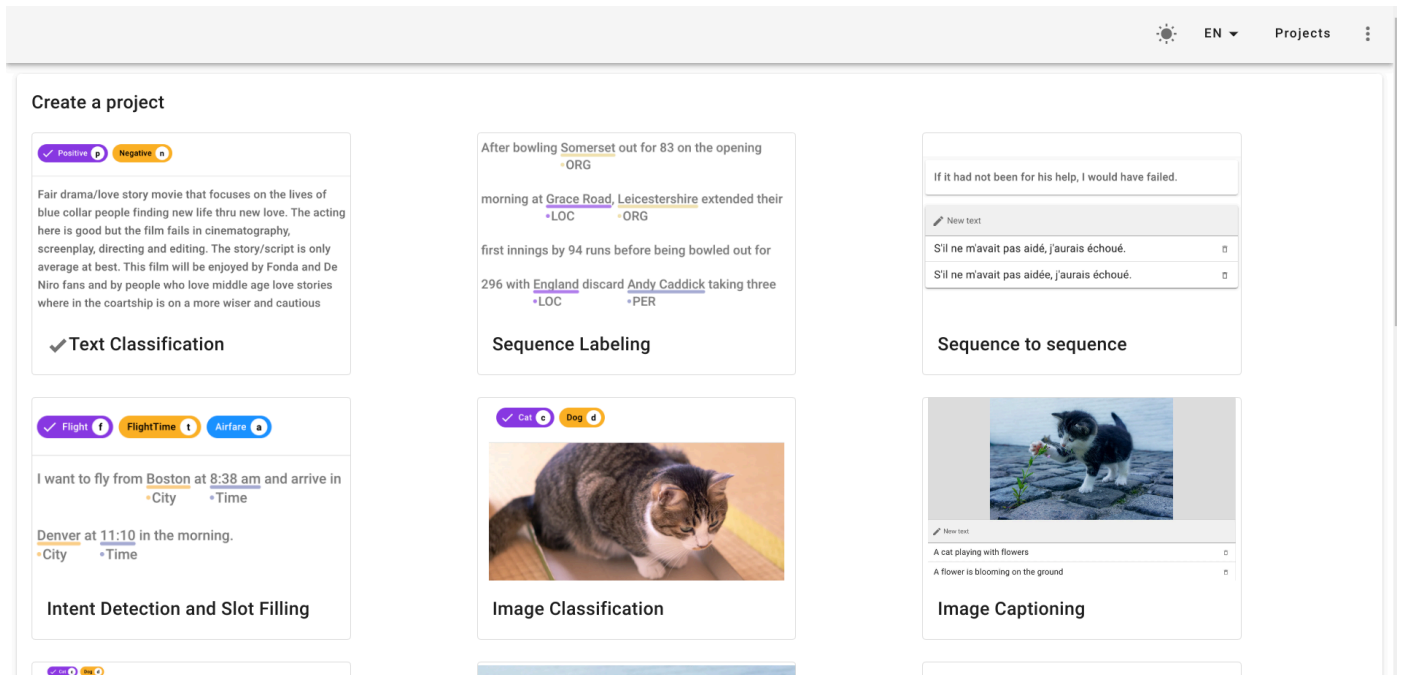 EN Projects
Create a project
Positive p Negative n
Fair drama/love story movie that focuses on the lives of
blue collar people finding new life thru new love. The acting
here is good but the film fails in cinematography,
screenplay, directing and editing. The story/script is only
average at best. This film will be enjoyed by Fonda and De
Niro fans and by people who love middle age love stories
where in the coartship is on a more wiser and cautious
Text Classification
After bowling Somerset out for 83 on the opening
ORG
morning at Grace Road, Leicestershire extended their
LOC ORG
first innings by 94 runs before being bowled out for
296 with England discard Andy Caddick taking three
LOC PER
Sequence Labeling
If it had not been for his help, I would have failed.
New text
S'il ne m'avait pas aidé, j'aurais échoué.
S'il ne m'avait pas aidée, j'aurais échoué.
Sequence to sequence
Flight f FlightTime t Airfare a
I want to fly from Boston at 8:38 am and arrive in
City Time
Denver at 11:10 in the morning.
City Time
Intent Detection and Slot Filling
Cat c Dog d
Image Classification
New text
A cat playing with flowers
A flower is blooming on the ground
Image Captioning
Cat c Dog d